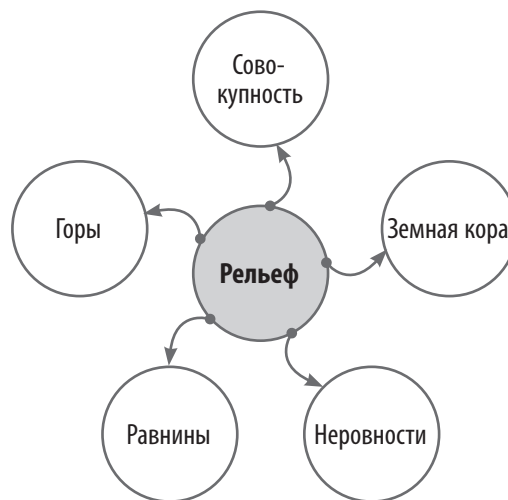 Сово-
купность
Горы
Земная кора
Рельеф
Равнины
Неровности